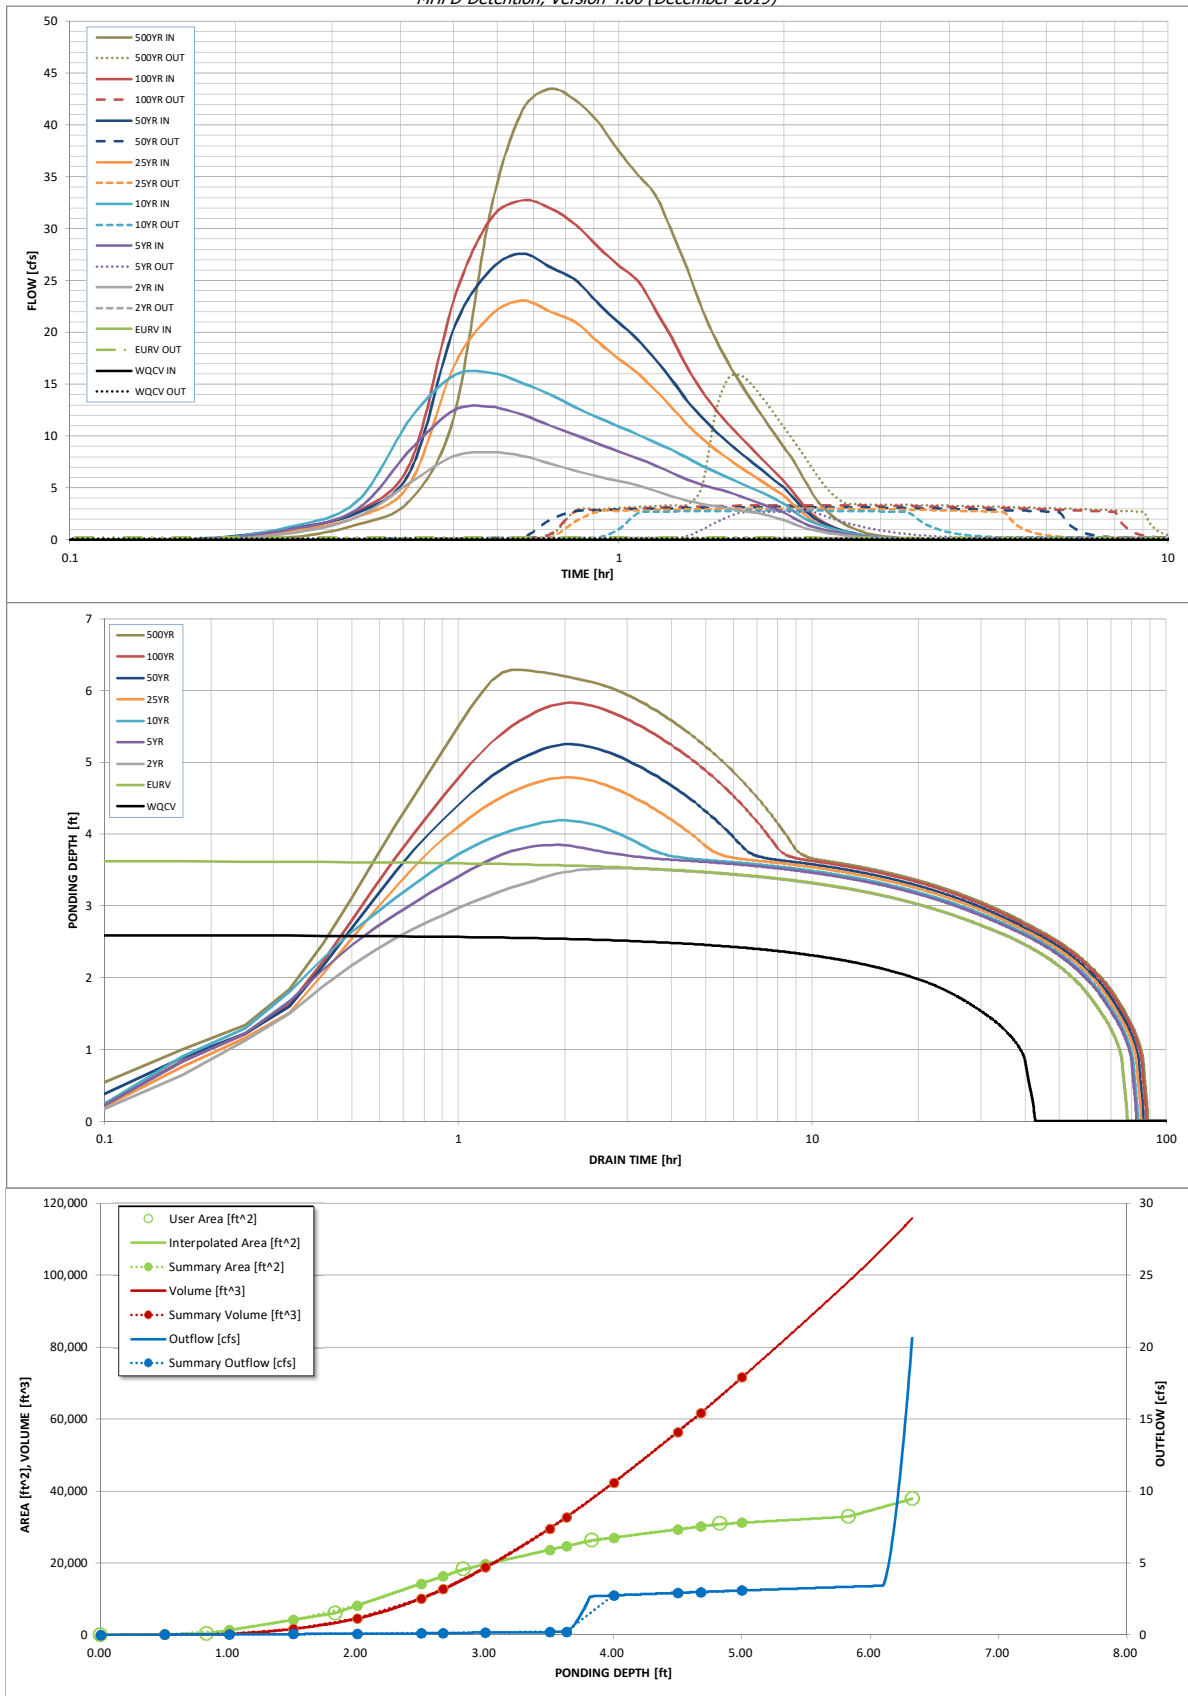 MHFD-Detention, Version 4.00 (December 2019)
50
45
40
35
30
25
20
15
10
5
0
FLOW [cfs]
500YR IN
500YR OUT
100YR IN
100YR OUT
50YR IN
50YR OUT
25YR IN
25YR OUT
10YR IN
10YR OUT
5YR IN
5YR OUT
2YR IN
2YR OUT
EURV IN
EURV OUT
WQCV IN
WQCV OUT
0.1
1
10
TIME [hr]
7
6
5
4
3
2
1
0
PONDING DEPTH [ft]
500YR
100YR
50YR
25YR
10YR
5YR
2YR
EURV
WQCV
0.1
1
10
100
DRAIN TIME [hr]
120,000
100,000
80,000
60,000
40,000
20,000
0
AREA [ft^2], VOLUME [ft^3]
User Area [ft^2]
Interpolated Area [ft^2]
Summary Area [ft^2]
Volume [ft^3]
Summary Volume [ft^3]
Outflow [cfs]
Summary Outflow [cfs]
30
25
20
15
10
5
0
OUTFLOW [cfs]
0.00
1.00
2.00
3.00
4.00
5.00
6.00
7.00
8.00
PONDING DEPTH [ft]